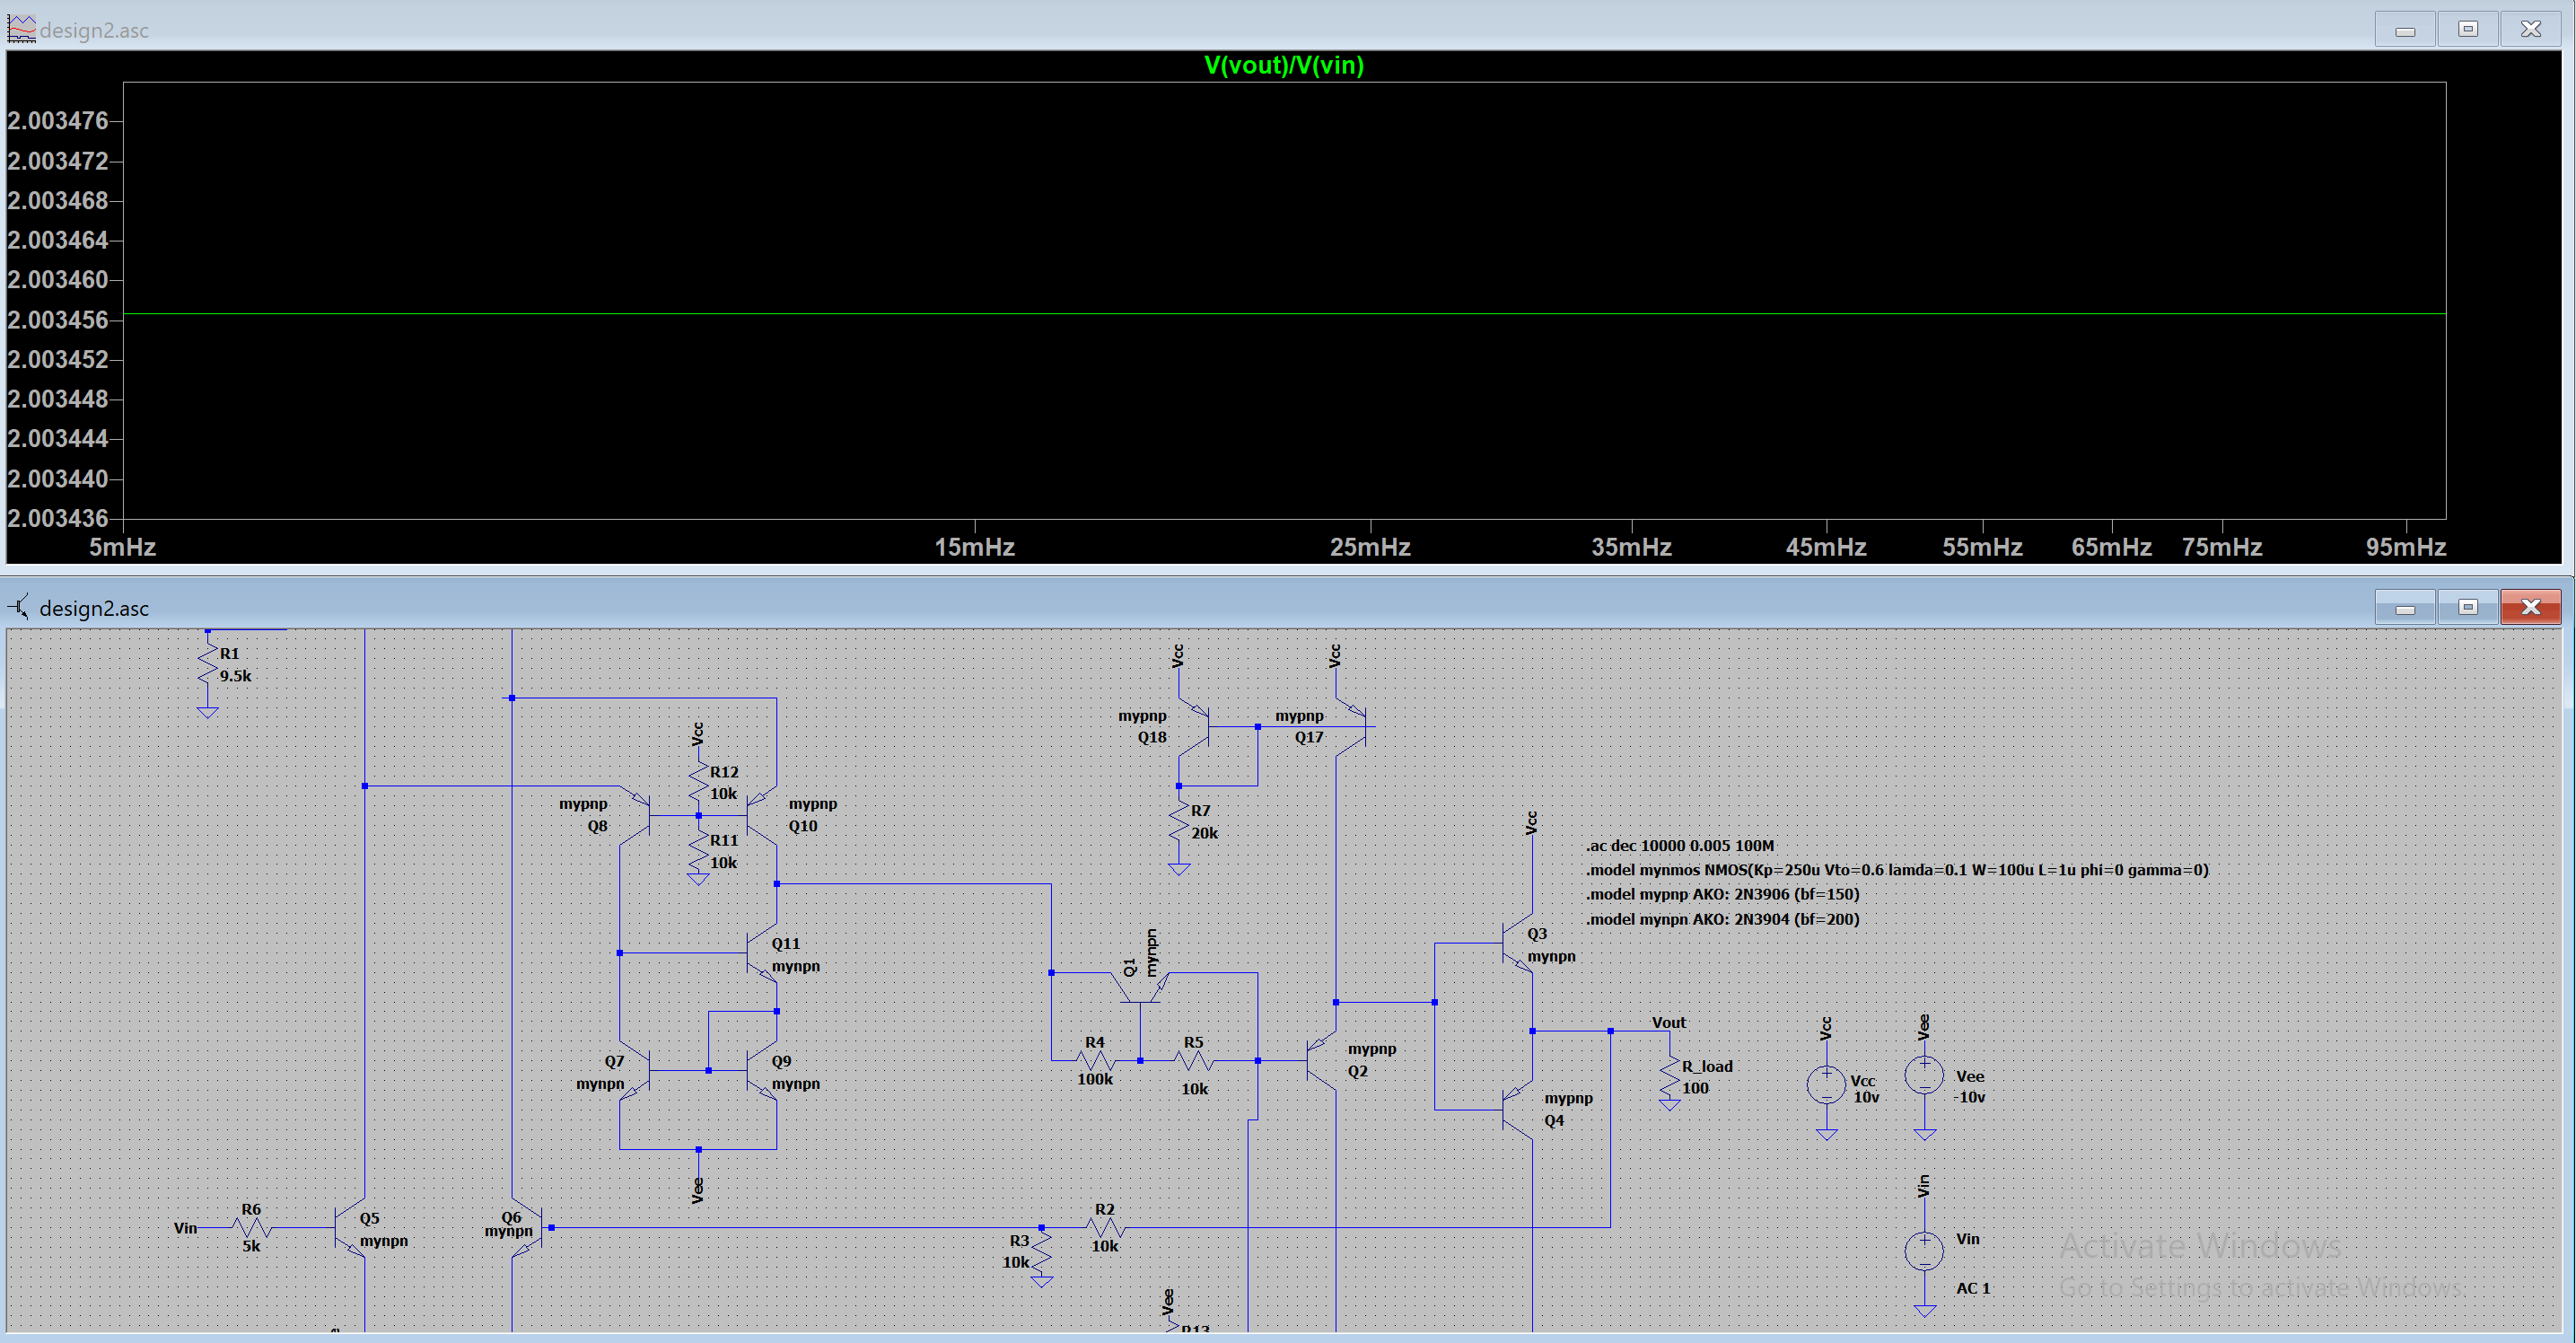 design2.asc
V(vout)/V(vin)
2.003476
2.003472
2.003468
2.003464
2.003460
2.003456
2.003452
2.003448
2.003444
2.003440
2.003436
5mHz 15mHz 25mHz 35mHz 45mHz 55mHz 65mHz 75mHz 95mHz
design2.asc
R1
9.5k
Vcc
Vcc
mypnp
Q18
mypnp
Q17
Vcc
R12
10k
mypnp
Q8
mypnp
Q10
R11
10k
R7
20k
Vcc
.ac dec 10000 0.005 100M
.model mynmos NMOS(Kp=250u Vto=0.6 lamda=0.1 W=100u L=1u phi=0 gamma=0)
.model mypnp AKO: 2N3906 (bf=150)
.model mynpn AKO: 2N3904 (bf=200)
Q11
mynpn
Q1
mynpn
Q3
mynpn
Vout
Vcc
Vee
R4
100k
R5
10k
mypnp
Q2
Q7
mynpn
Q9
mynpn
R_load
100
Vcc
10v
Vee
-10v
mypnp
Q4
Vee
Vin
R6
5k
Q5
mynpn
Q6
mynpn
R2
10k
R3
10k
Vin
Vin
AC 1
Vee
R13
Activate Windows
Go to Settings to activate Windows.